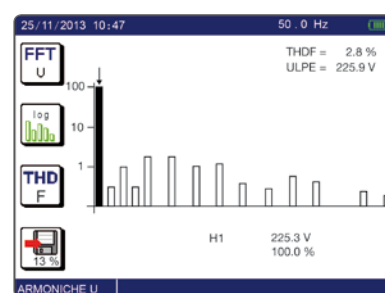 25/11/2013 10:47 50.0 Hz
FFT
U
THDF = 2.8 %
ULPE = 225.9 V
100
log
10
1
THD
F
H1 225.3 V
100.0 %
13 %
ARMONICHE U